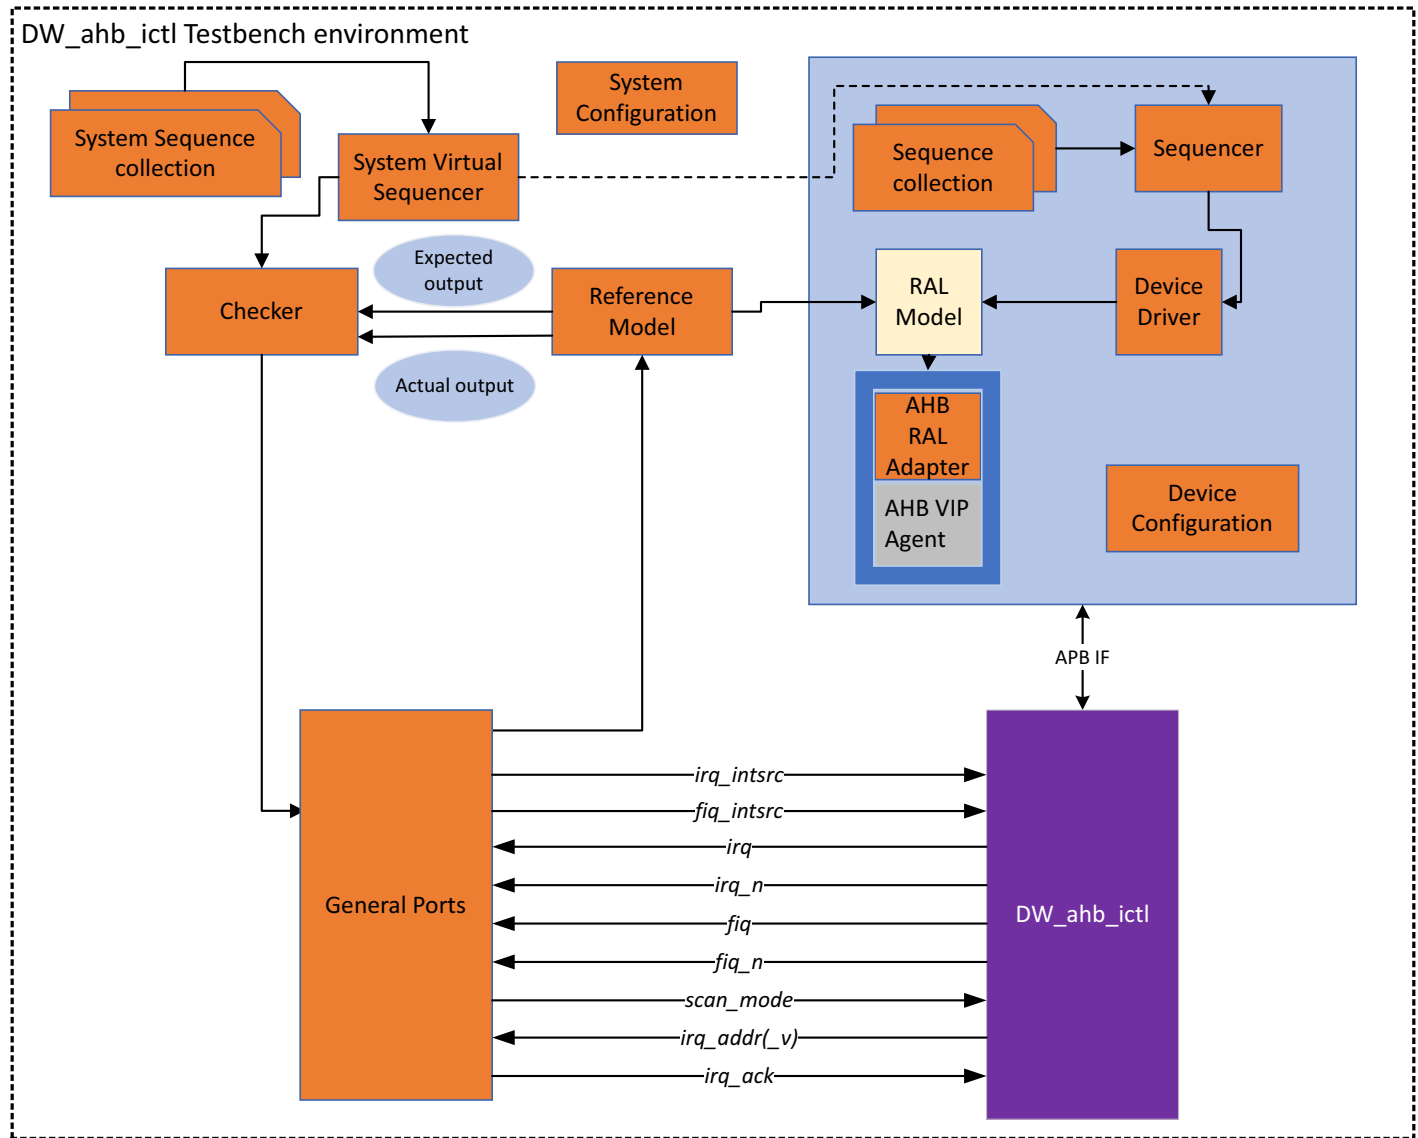 DW_ahb_ictl Testbench environment
System Sequence
collection
System Virtual
Sequencer
System
Configuration
Sequence
collection
Sequencer
Checker
Expected
output
Actual output
Reference
Model
RAL
Model
Device
Driver
AHB
RAL
Adapter
AHB VIP
Agent
Device
Configuration
APB IF
General Ports
irq_intsrc
fiq_intsrc
irq
irq_n
fiq
fiq_n
scan_mode
irq_addr(_v)
irq_ack
DW_ahb_ictl